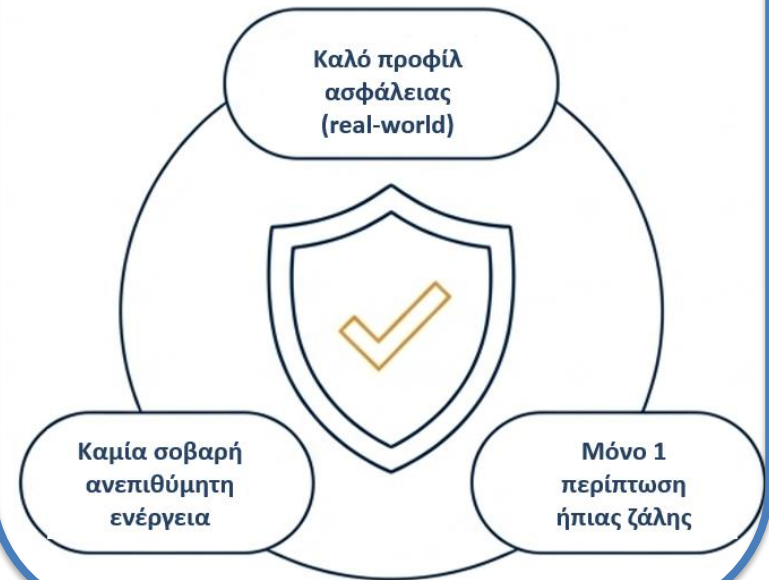 Καλό προφίλ
ασφάλειας
(real-world)
Καμία σοβαρή
ανεπιθύμητη
ενέργεια
Μόνο 1
περίπτωση
ήπιας ζάλης